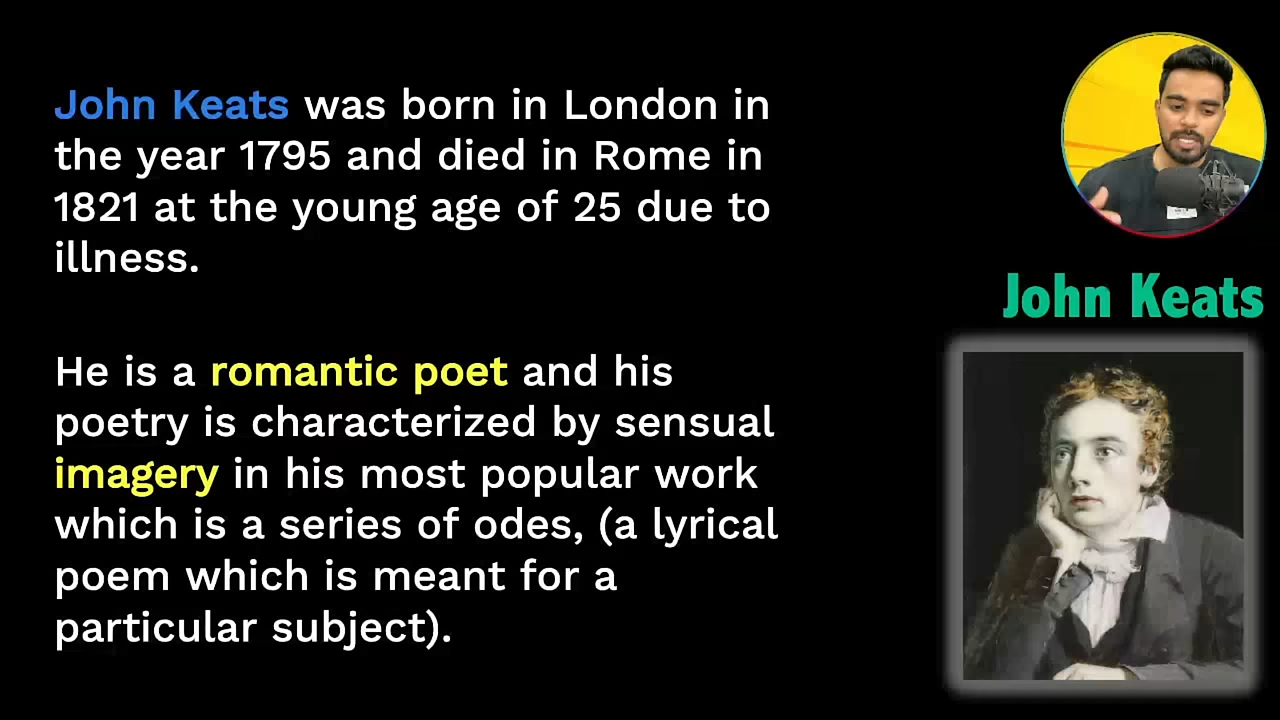 John Keats was born in London in
the year 1795 and died in Rome in
1821 at the young age of 25 due to
illness.
He is a romantic poet and his
poetry is characterized by sensual
imagery in his most popular work
which is a series of odes, (a lyrical
poem which is meant for a
particular subject).
John Keats